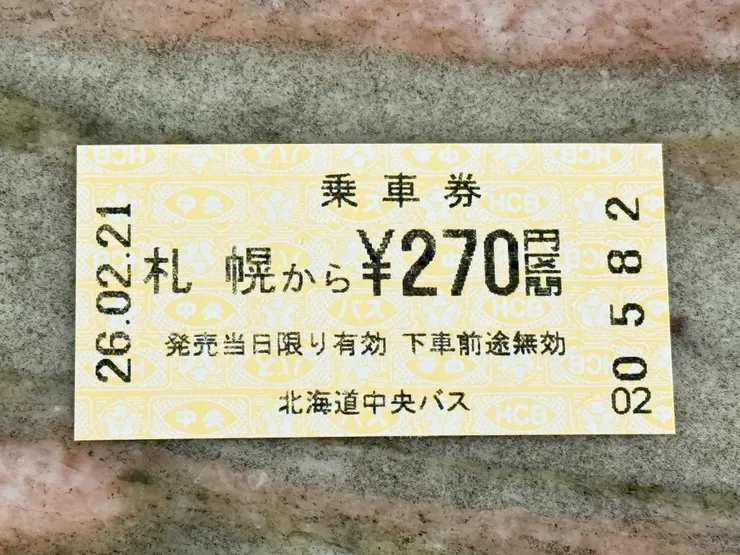 乗車券
26.02.21
札幌から¥270円区間
発売当日限り有効 下車前途無効
北海道中央バス
0582
02